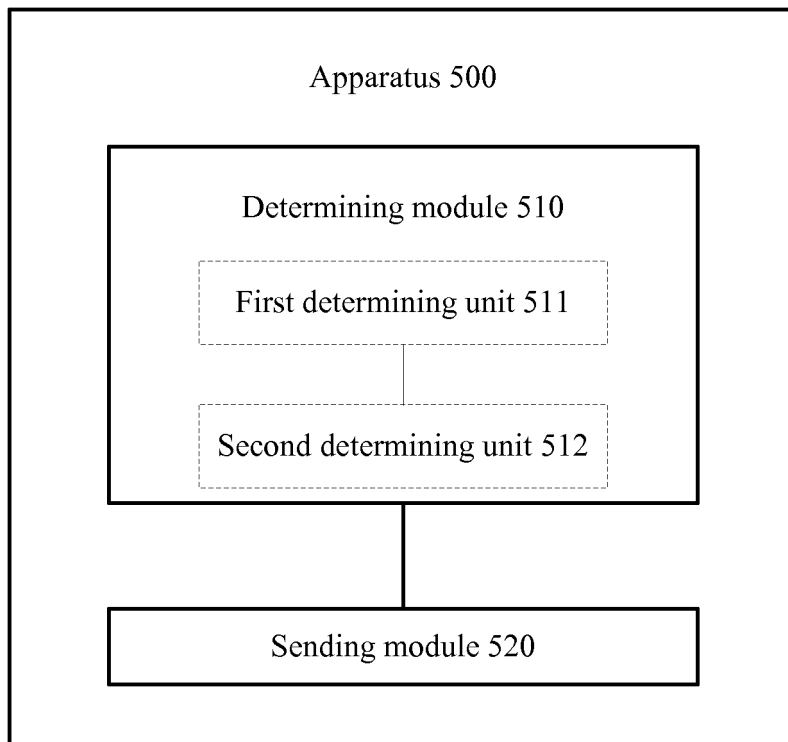 Apparatus 500
Determining module 510
First determining unit 511
Second determining unit 512
Sending module 520